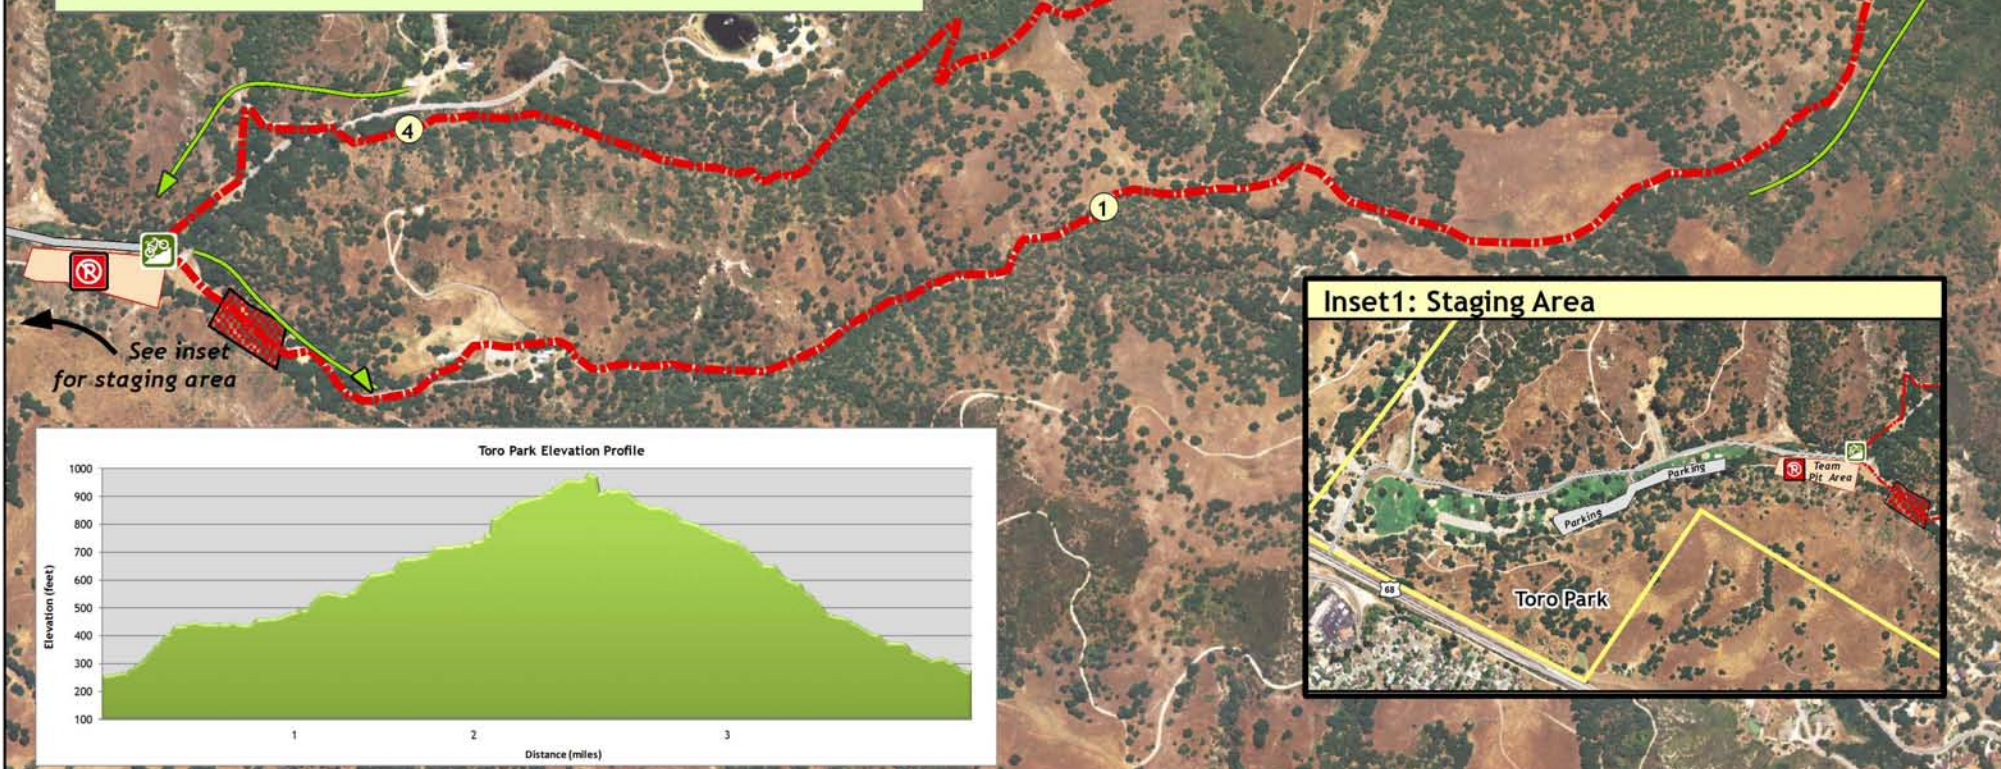 4
1
See inset
for staging area
Toro Park Elevation Profile
Elevation (feet)
1000
900
800
700
600
500
400
300
200
100
1
2
3
Distance (miles)
Inset1: Staging Area
Parking
Parking
Team
Pit Area
68
Toro Park